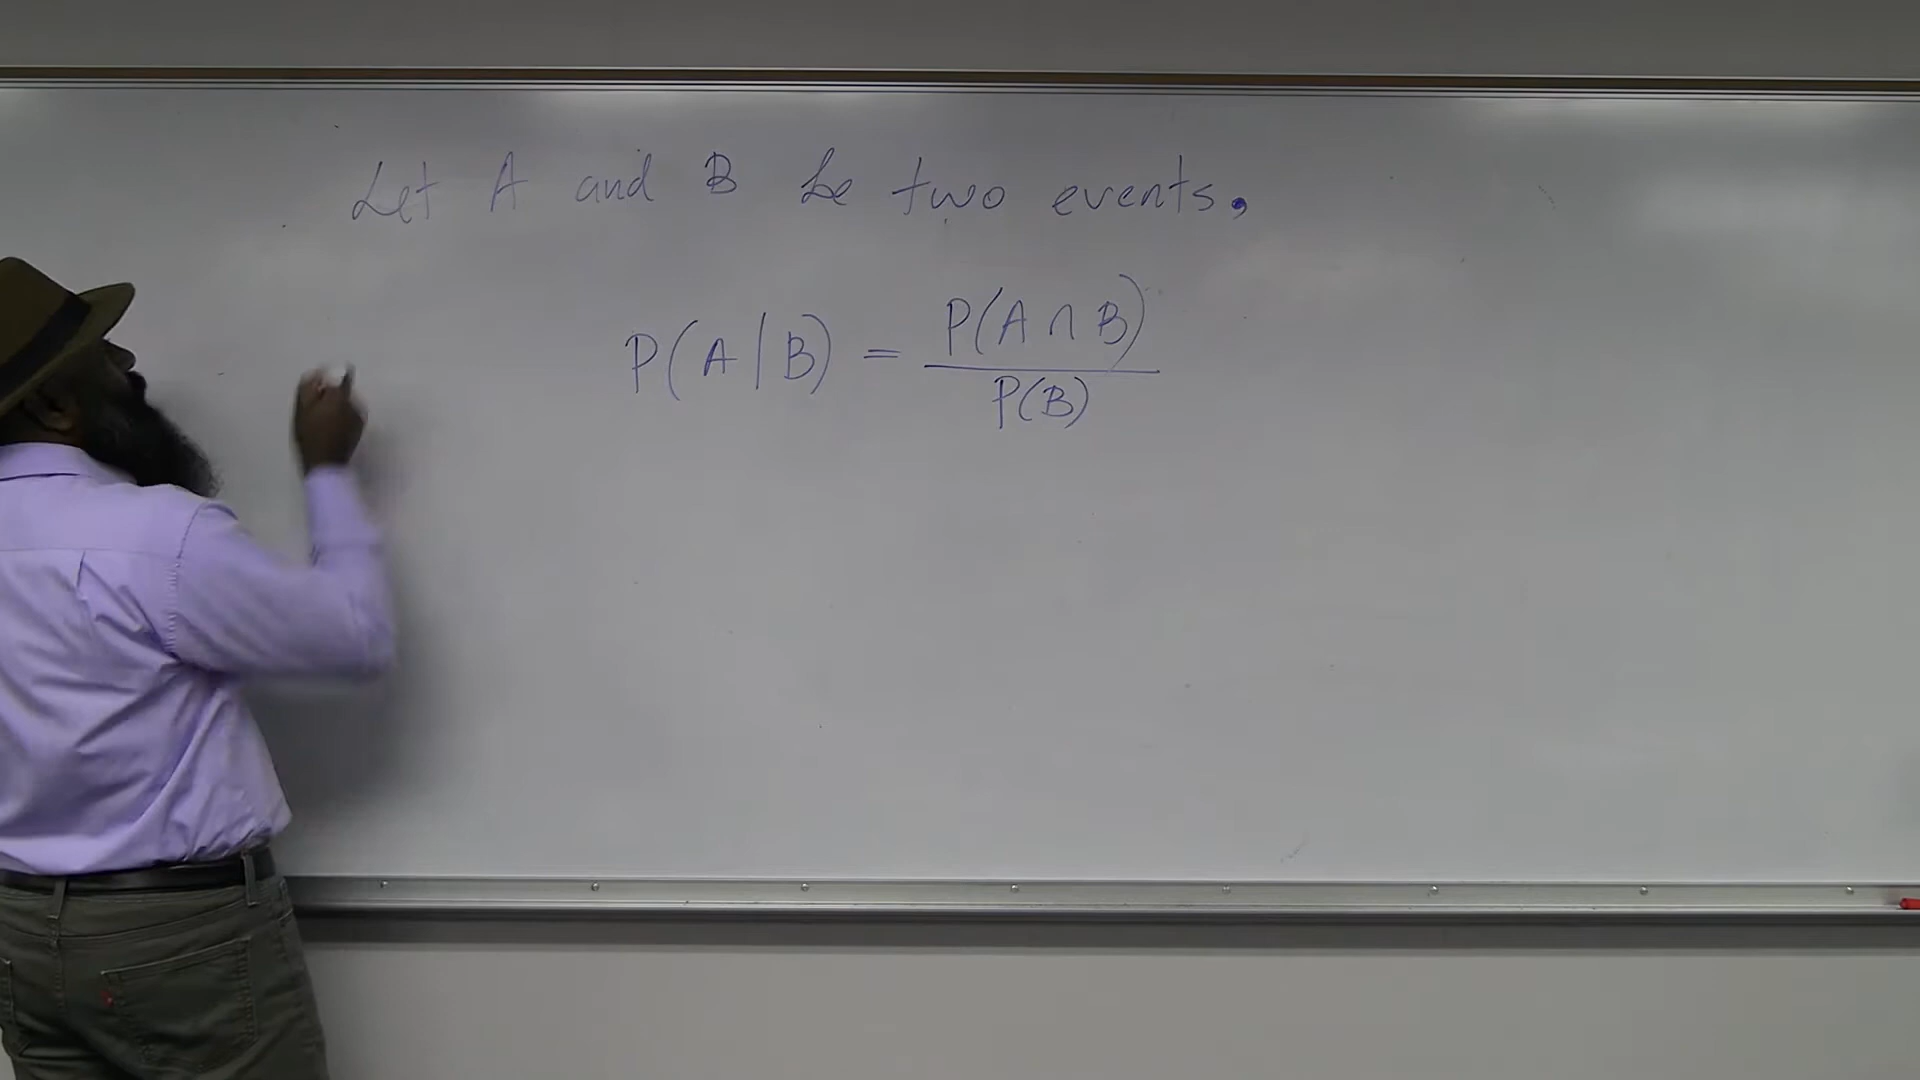 Let A and B be two events.
P(A|B) = P(A ∩ B) / P(B)